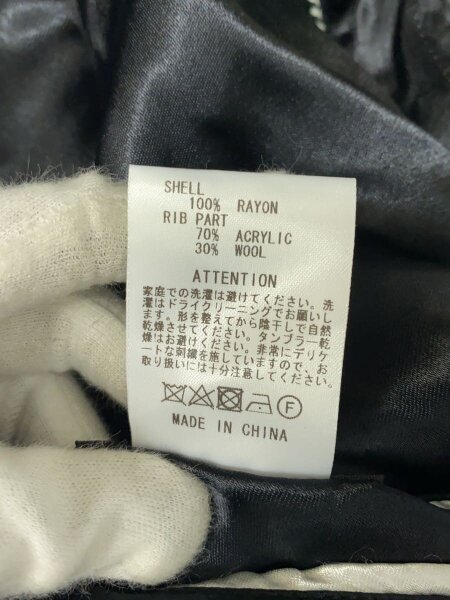 SHELL
100% RAYON
RIB PART
70% ACRYLIC
30% WOOL
ATTENTION
家庭での洗濯は避けてください。洗
濯はドライクリーニングでお願いし
ます。形を整えてから陰干しで自然
乾燥させてください。タンブラー乾
燥はお避けください。非常にデリケ
ートな刺繍を施していますので、お
取り扱いには十分注意してください。
F
MADE IN CHINA